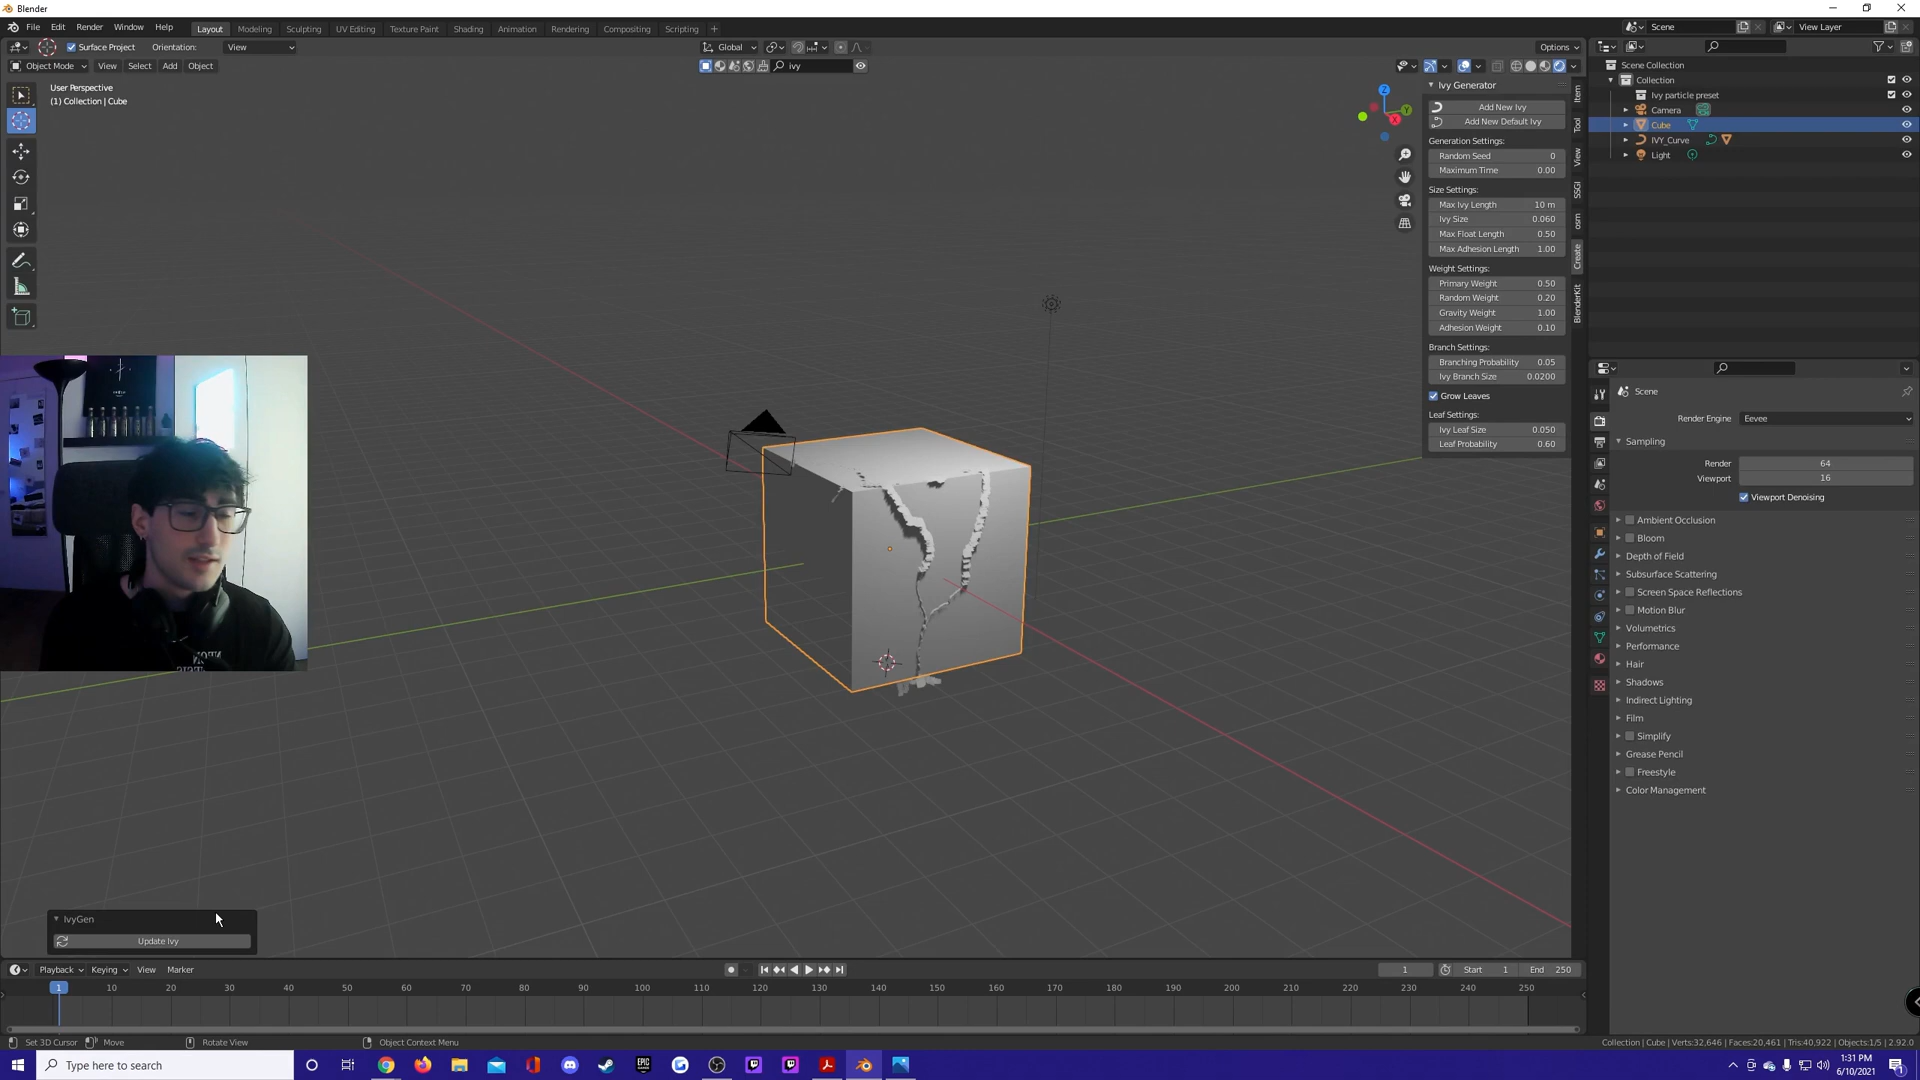 Blender
File Edit Render Window Help
Layout Modeling Sculpting UV Editing Texture Paint Shading Animation Rendering Compositing Scripting +
Scene
View Layer
Surface Project Orientation: View
Global
Options
Object Mode View Select Add Object
ivy
User Perspective
(1) Collection | Cube
Z
Y
X
Ivy Generator
Add New Ivy
Add New Default Ivy
Generation Settings:
Random Seed 0
Maximum Time 0.00
Size Settings:
Max Ivy Length 10 m
Ivy Size 0.060
Max Float Length 0.50
Max Adhesion Length 1.00
Weight Settings:
Primary Weight 0.50
Random Weight 0.20
Gravity Weight 1.00
Adhesion Weight 0.10
Branch Settings:
Branching Probability 0.05
Ivy Branch Size 0.0200
Grow Leaves
Leaf Settings:
Ivy Leaf Size 0.050
Leaf Probability 0.60
Item
Tool
View
SSGI
osm
Create
BlenderKit
Scene Collection
Collection
Ivy particle preset
Camera
Cube
IVY_Curve
Light
Scene
Render Engine Eevee
Sampling
Render 64
Viewport 16
Viewport Denoising
Ambient Occlusion
Bloom
Depth of Field
Subsurface Scattering
Screen Space Reflections
Motion Blur
Volumetrics
Performance
Hair
Shadows
Indirect Lighting
Film
Simplify
Grease Pencil
Freestyle
Color Management
IvyGen
Update Ivy
Playback Keying View Marker
1 Start 1 End 250
1 10 20 30 40 50 60 70 80 90 100 110 120 130 140 150 160 170 180 190 200 210 220 230 240 250
Set 3D Cursor Move Rotate View Object Context Menu
Collection | Cube | Verts:32,646 | Faces:20,461 | Tris:40,922 | Objects:1/5 | 2.92.0
Type here to search
EPIC
1:31 PM
6/10/2021